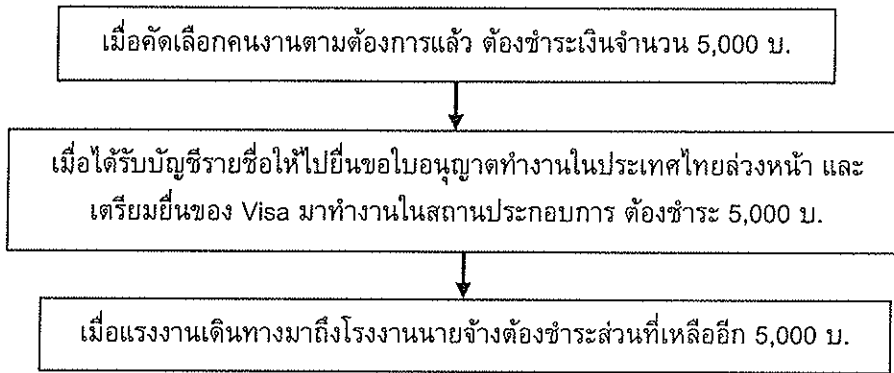 เมื่อคัดเลือกคนงานตามต้องการแล้ว ต้องชำระเงินจำนวน 5,000 บ.
เมื่อได้รับบัญชีรายชื่อให้ไปยื่นขอใบอนุญาตทำงานในประเทศไทยล่วงหน้า และ
เตรียมยื่นของ Visa มาทำงานในสถานประกอบการ ต้องชำระ 5,000 บ.
เมื่อแรงงานเดินทางมาถึงโรงงานนายจ้างต้องชำระส่วนที่เหลืออีก 5,000 บ.